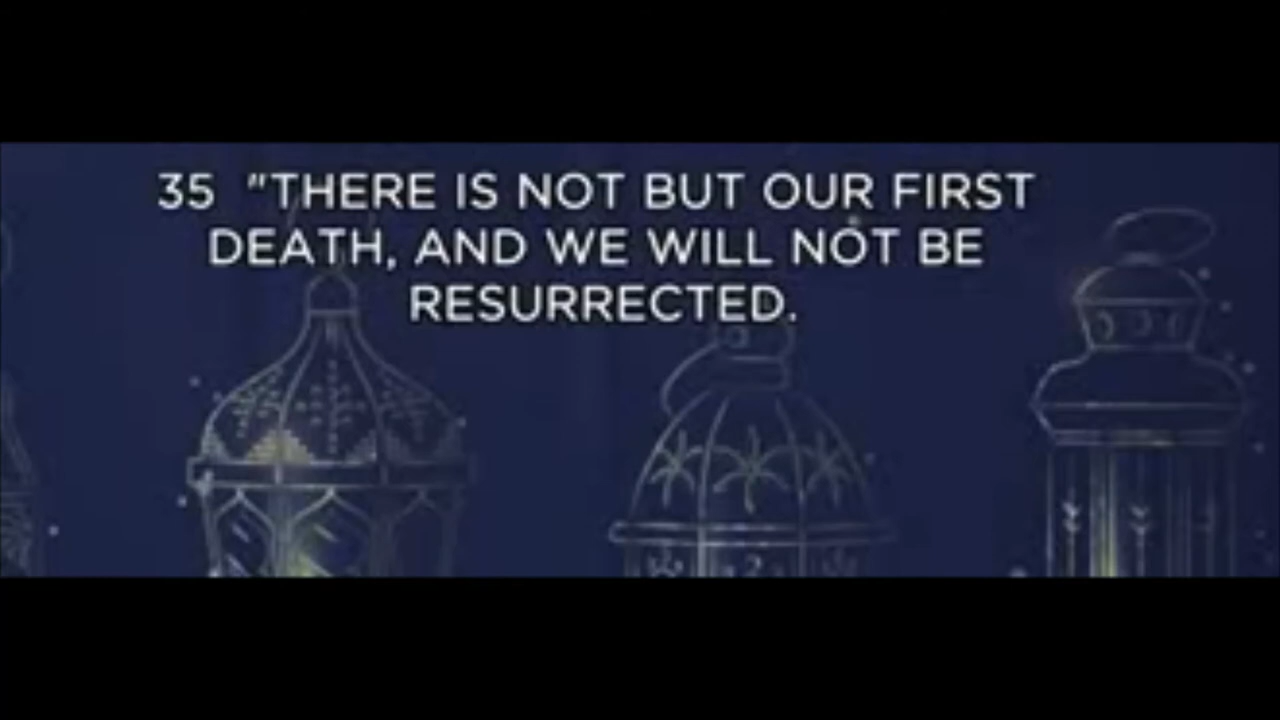 35 "THERE IS NOT BUT OUR FIRST
DEATH, AND WE WILL NOT BE
RESURRECTED.